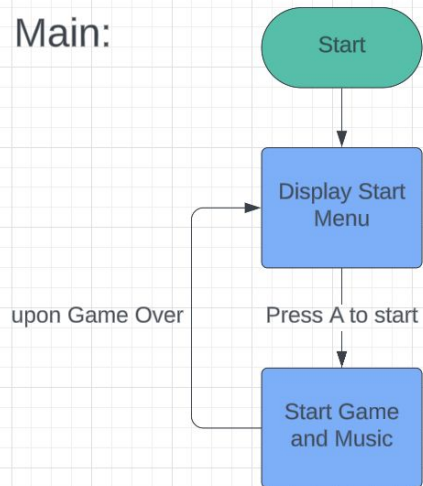 Main:
Start
Display Start
Menu
upon Game Over
Press A to start
Start Game
and Music